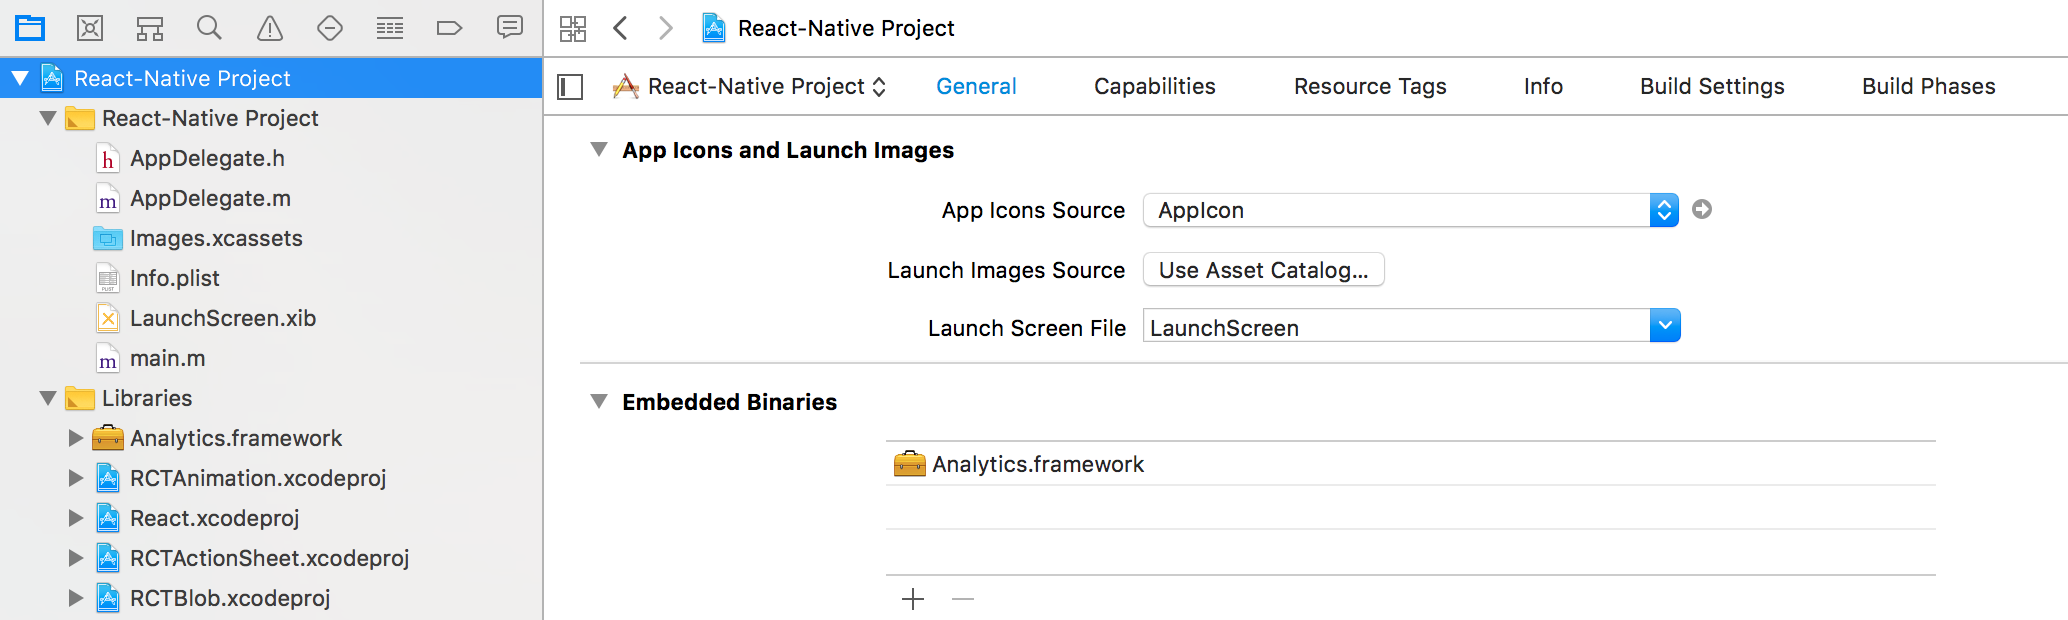 React-Native Project
React-Native Project
React-Native Project
General
Capabilities
Resource Tags
Info
Build Settings
Build Phases
React-Native Project
h AppDelegate.h
m AppDelegate.m
Images.xcassets
Info.plist
LaunchScreen.xib
m main.m
Libraries
Analytics.framework
RCTAnimation.xcodeproj
React.xcodeproj
RCTActionSheet.xcodeproj
RCTBlob.xcodeproj
App Icons and Launch Images
App Icons Source AppIcon
Launch Images Source Use Asset Catalog...
Launch Screen File LaunchScreen
Embedded Binaries
Analytics.framework